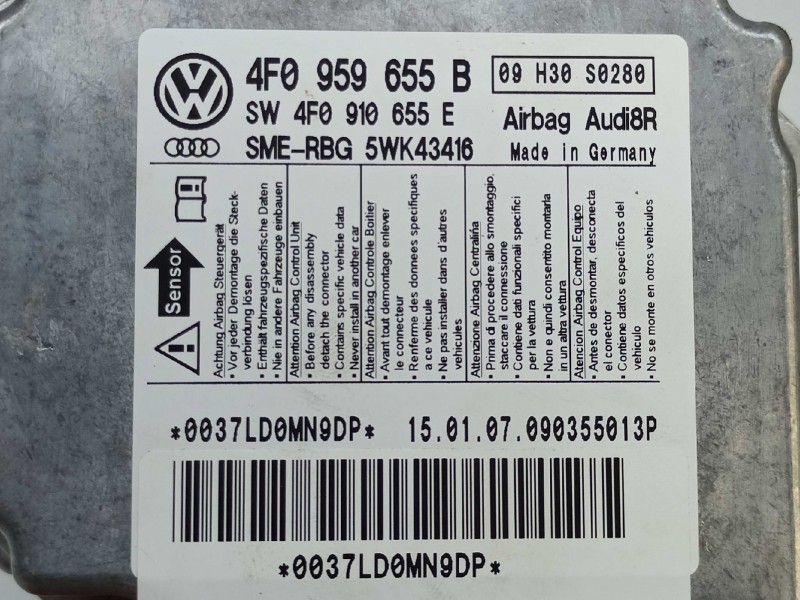 4F0 959 655 B
09 H30 S0280
SW 4F0 910 655 E
Airbag Audi8R
SME-RBG 5WK43416
Made in Germany
Sensor
Achtung Airbag Steuergerät
• Vor jeder Demontage die Steck-
verbindung lösen
• Enthält fahrzeugspezifische Daten
• Nie in andere Fahrzeuge einbauen
Attention Airbag Control Unit
• Before any disassembly
detach the connector
• Contains specific vehicle data
• Never install in another car
Attention Airbag Controle Boitier
• Avant tout demontage enlever
le connecteur
• Renferme des donnees specifiques
a ce véhicule
• Ne pas installer dans d'autres
véhicules
Attenzione Airbag Centralina
• Prima di procedere allo smontaggio,
staccare il connessione
• Contiene dati funzionali specifici
per la vettura
• Non e quindi consentito montarla
in un altra vettura
Atencion Airbag Control Equipo
• Antes de desmontar, desconecta
el conector
• Contiene datos específicos del
vehículo
• No se monte en otros vehiculos
*0037LD0MN9DP*
15.01.07.090355013P
*0037LD0MN9DP*